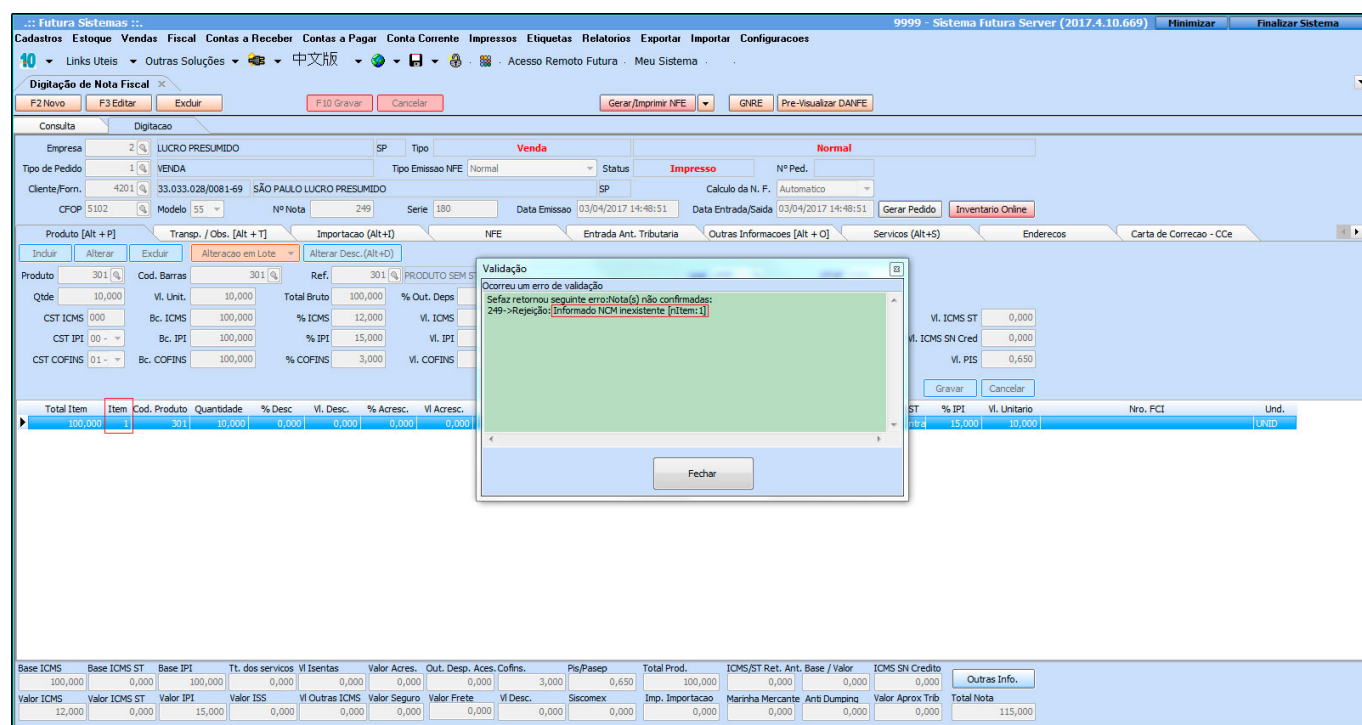 .:: Futura Sistemas ::.
9999 - Sistema Futura Server (2017.4.10.669) Minimizar Finalizar Sistema
Cadastros Estoque Vendas Fiscal Contas a Receber Contas a Pagar Conta Corrente Impressos Etiquetas Relatorios Exportar Importar Configuracoes
10 Links Uteis Outras Soluções 中文版 Acesso Remoto Futura Meu Sistema
Digitação de Nota Fiscal
F2 Novo F3 Editar Excluir F10 Gravar Cancelar Gerar/Imprimir NFE GNRE Pre-Visualizar DANFE
Consulta Digitacao
Empresa 2 LUCRO PRESUMIDO SP Tipo Venda Normal
Tipo de Pedido 1 VENDA Tipo Emissao NFE Normal Status Impresso Nº Ped.
Cliente/Forn. 4201 33.033.028/0081-69 SÃO PAULO LUCRO PRESUMIDO SP Calculo da N. F. Automatico
CFOP 5102 Modelo 55 Nº Nota 249 Serie 180 Data Emissao 03/04/2017 14:48:51 Data Entrada/Saida 03/04/2017 14:48:51 Gerar Pedido Inventario Online
Produto [Alt + P] Transp. / Obs. [Alt + T] Importacao (Alt+I) NFE Entrada Ant. Tributaria Outras Informacoes [Alt + O] Servicos (Alt+S) Enderecos Carta de Correcao - CCe
Incluir Alterar Excluir Alteracao em Lote Alterar Desc.(Alt+D)
Produto 301 Cod. Barras 301 Ref. 301 PRODUTO SEM S
Qtde 10,000 Vl. Unit. 10,000 Total Bruto 100,000 % Out. Deps
CST ICMS 000 Bc. ICMS 100,000 % ICMS 12,000 Vl. ICMS Vl. ICMS ST 0,000
CST IPI 00 - Bc. IPI 100,000 % IPI 15,000 Vl. IPI Vl. ICMS SN Cred 0,000
CST COFINS 01 - Bc. COFINS 100,000 % COFINS 3,000 Vl. COFINS Vl. PIS 0,650
Gravar Cancelar
Validação
Ocorreu um erro de validação
Sefaz retornou seguinte erro:Nota(s) não confirmadas:
249->Rejeição: Informado NCM inexistente [nItem:1]
Fechar
Total Item Item Cod. Produto Quantidade % Desc Vl. Desc. % Acresc. Vl Acresc. ST % IPI Vl. Unitario Nro. FCI Und.
100,000 1 301 10,000 0,000 0,000 0,000 0,000 ntra 15,000 10,000 UNID
Base ICMS Base ICMS ST Base IPI Tt. dos servicos Vl Isentas Valor Acres. Out. Desp. Aces. Cofins. Pis/Pasep Total Prod. ICMS/ST Ret. Ant. Base / Valor ICMS SN Credito
100,000 0,000 100,000 0,000 0,000 0,000 0,000 3,000 0,650 100,000 0,000 0,000 0,000 Outras Info.
Valor ICMS Valor ICMS ST Valor IPI Valor ISS Vl Outras ICMS Valor Seguro Valor Frete Vl Desc. Siscomex Imp. Importacao Marinha Mercante Anti Dumping Valor Aprox Trib Total Nota
12,000 0,000 15,000 0,000 0,000 0,000 0,000 0,000 0,000 0,000 0,000 0,000 0,000 115,000